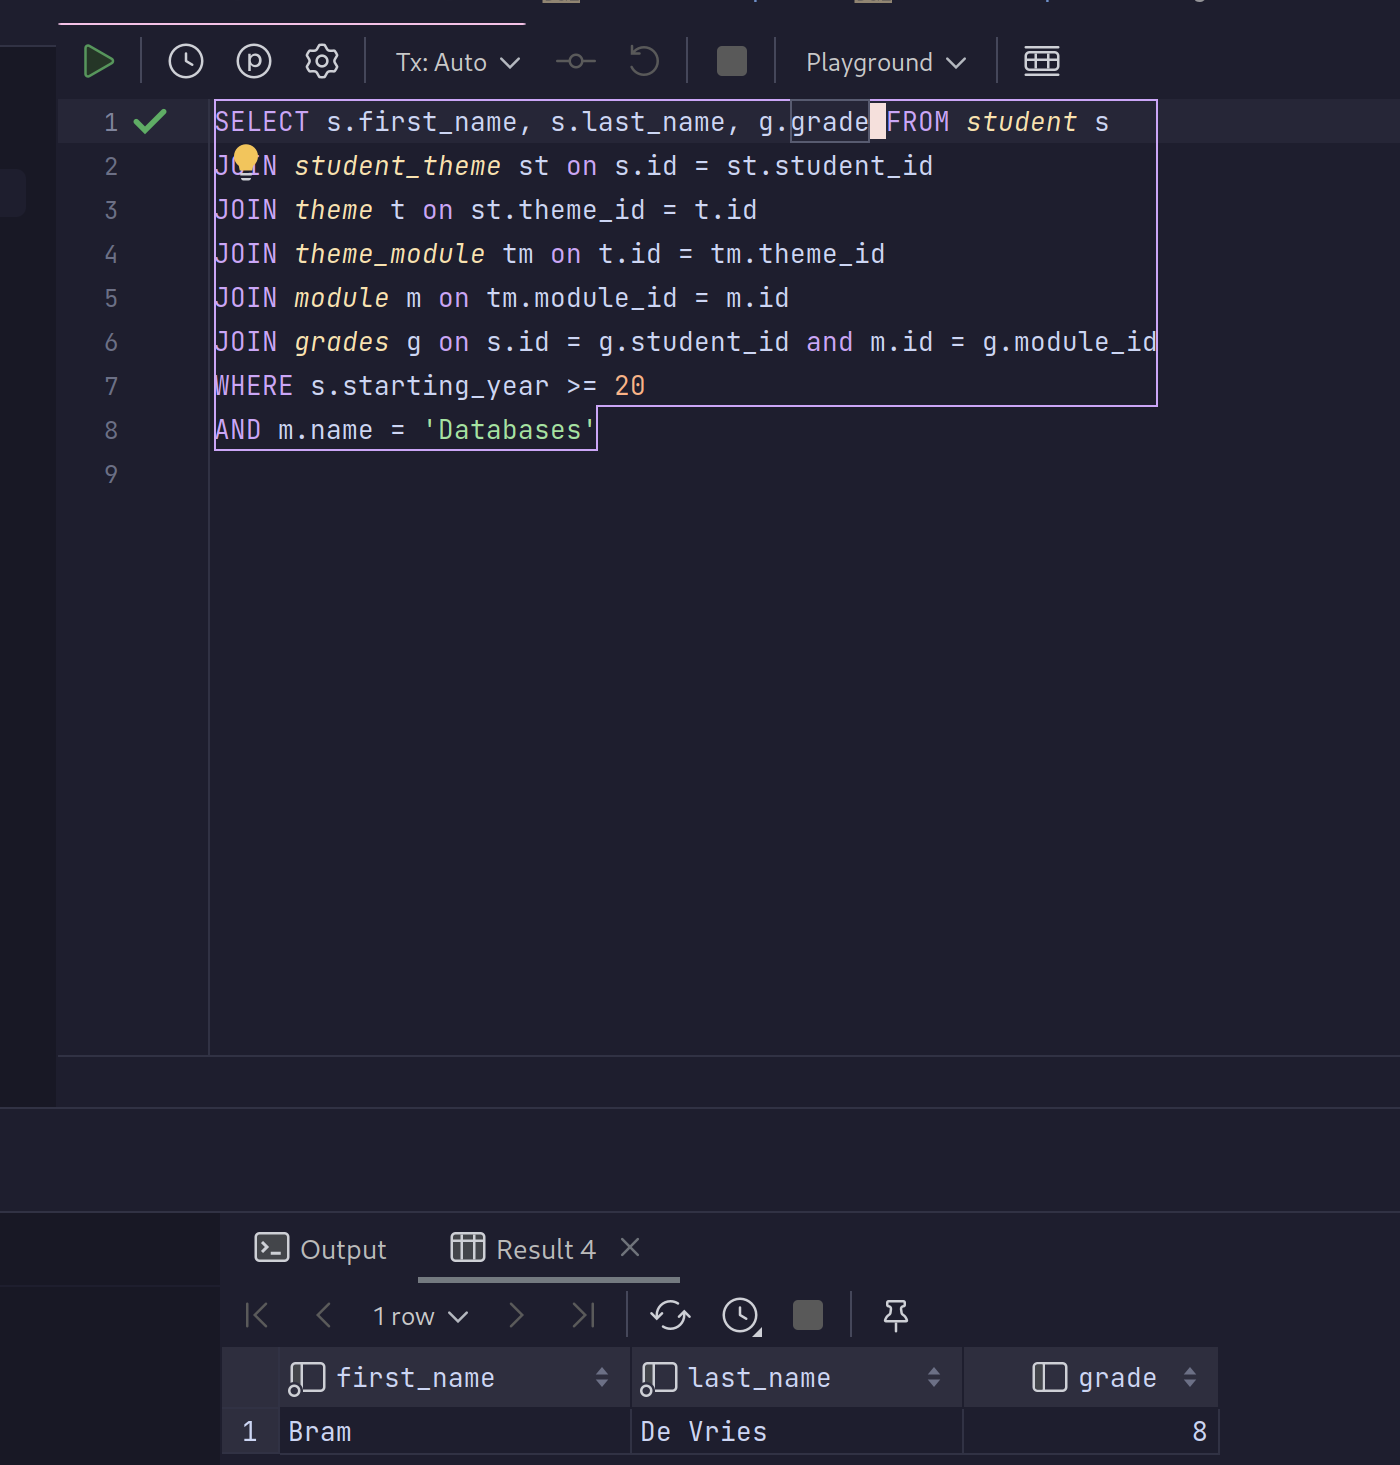 Tx: Auto Playground
1 SELECT s.first_name, s.last_name, g.grade FROM student s
2 JOIN student_theme st on s.id = st.student_id
3 JOIN theme t on st.theme_id = t.id
4 JOIN theme_module tm on t.id = tm.theme_id
5 JOIN module m on tm.module_id = m.id
6 JOIN grades g on s.id = g.student_id and m.id = g.module_id
7 WHERE s.starting_year >= 20
8 AND m.name = 'Databases'
9
Output Result 4
1 row
first_name last_name grade
1 Bram De Vries 8